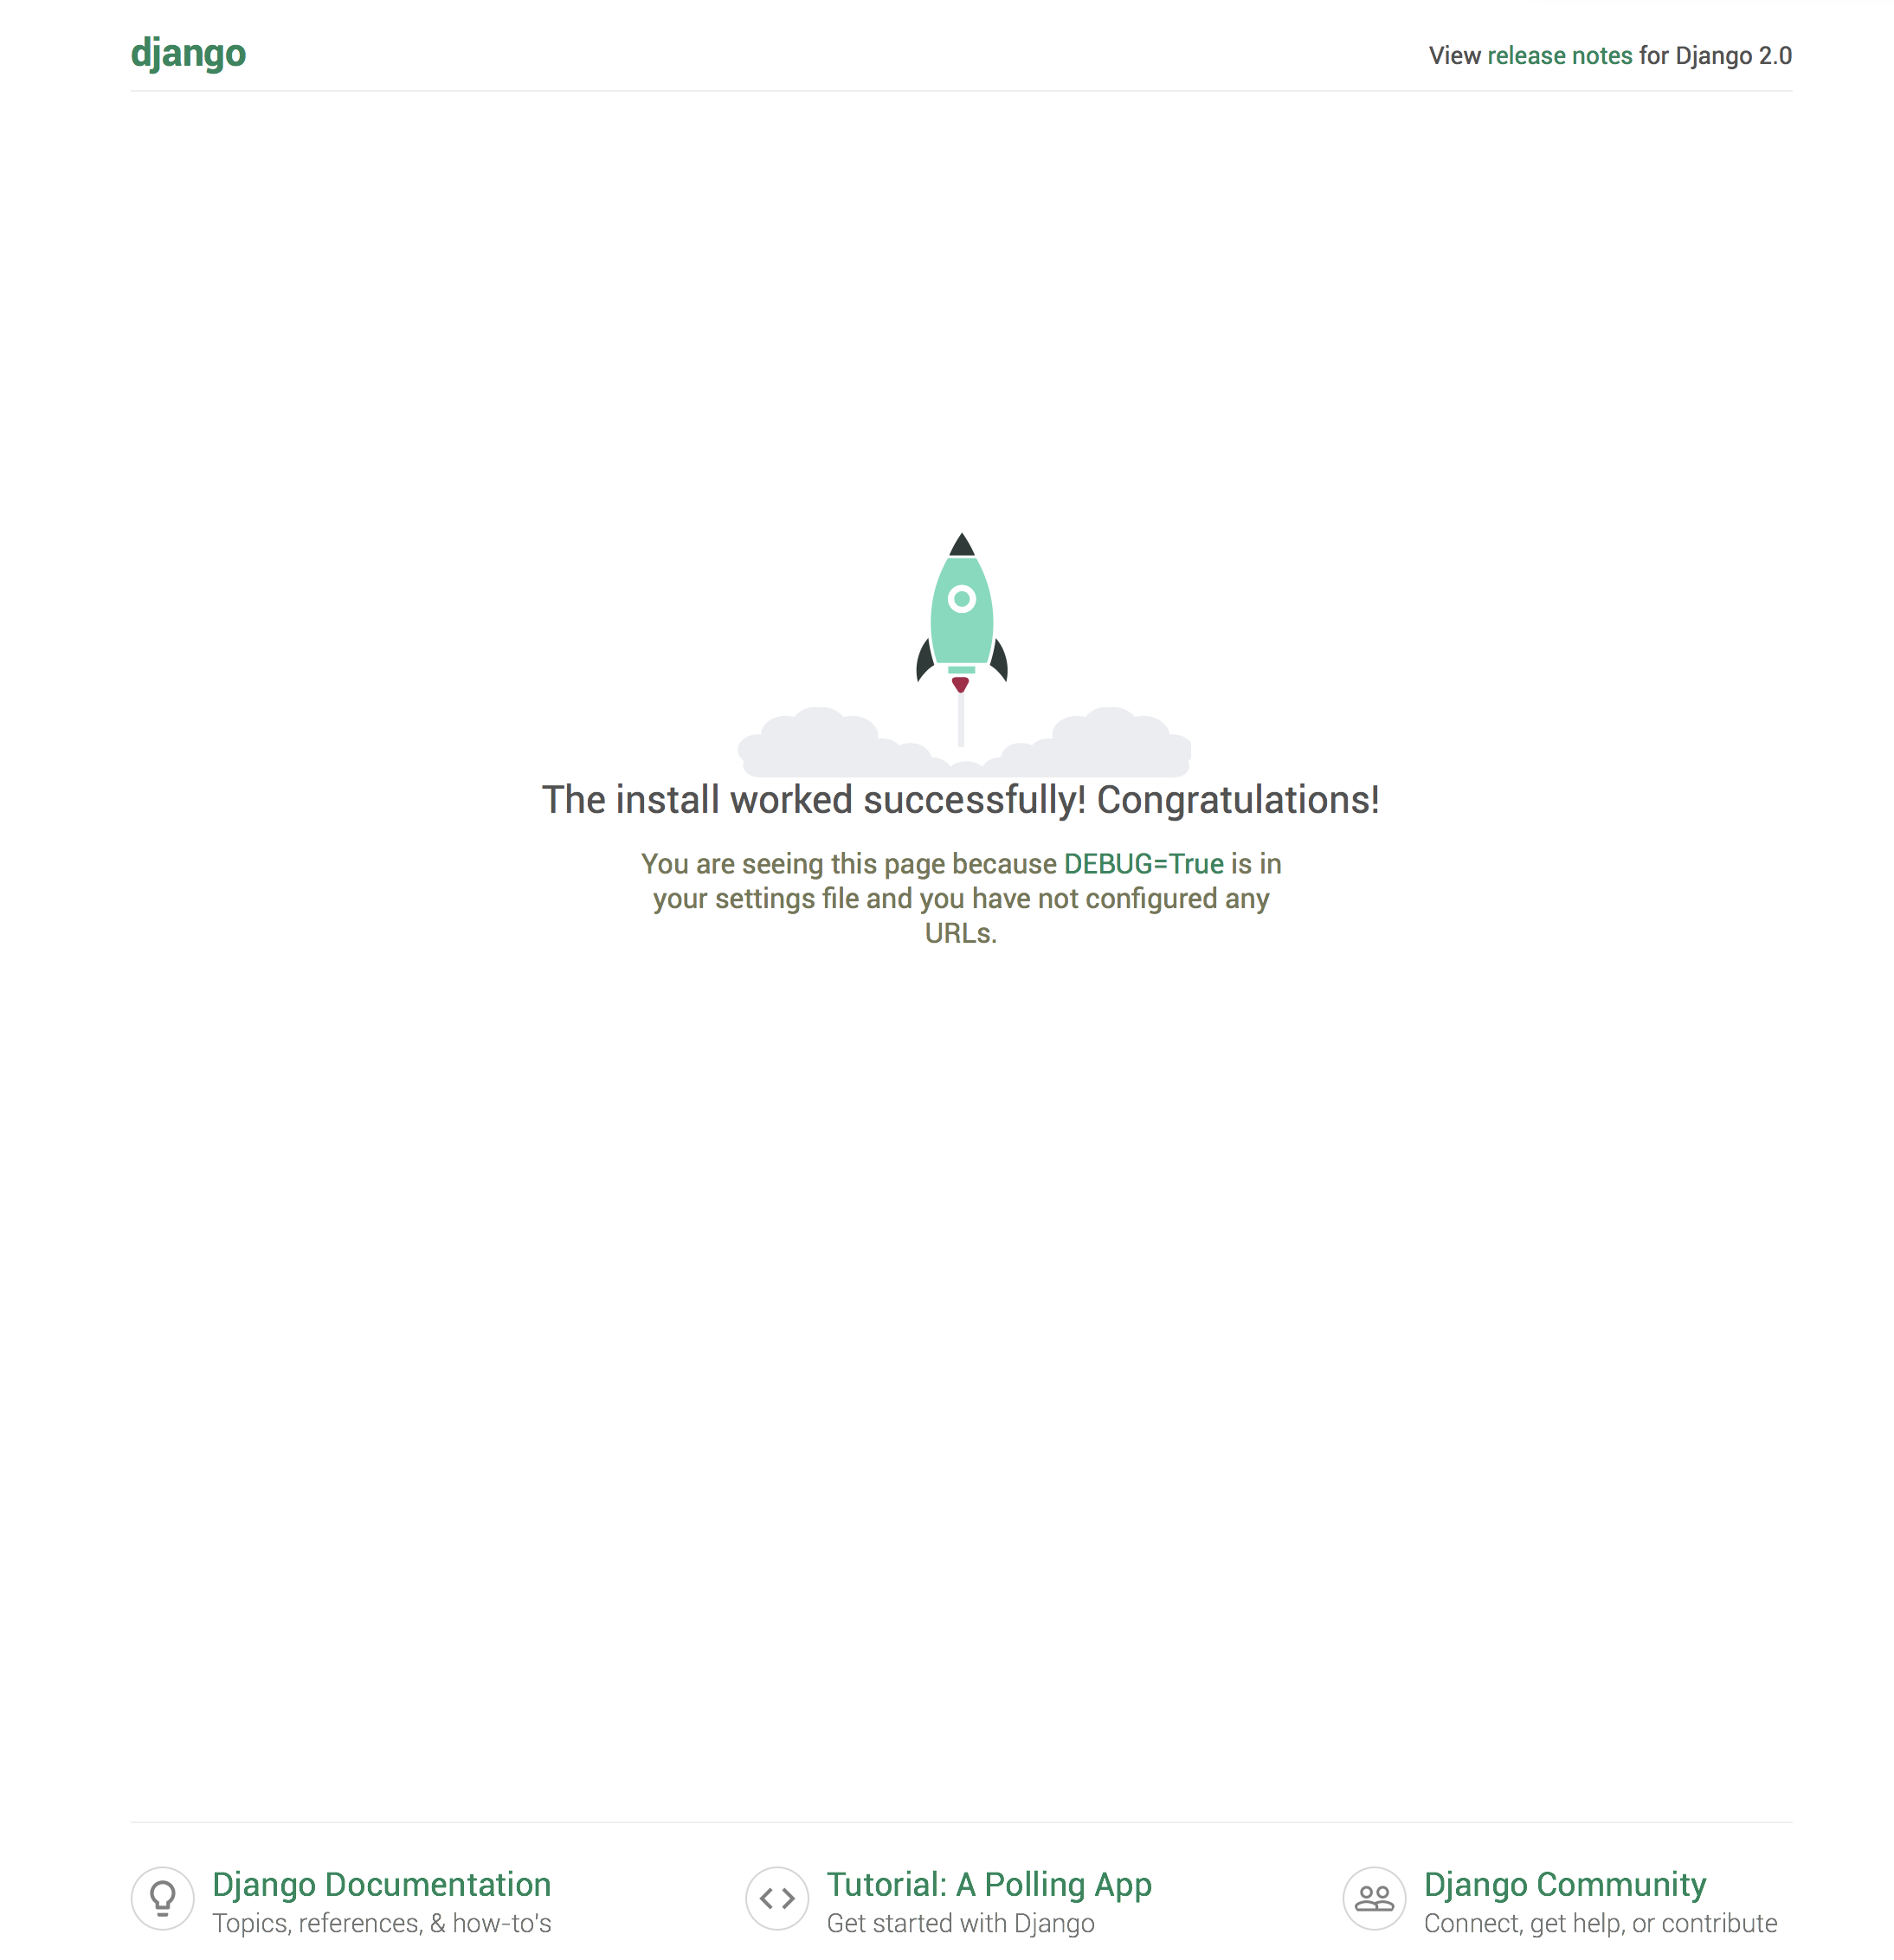 django
View release notes for Django 2.0
The install worked successfully! Congratulations!
You are seeing this page because DEBUG=True is in
your settings file and you have not configured any
URLs.
Django Documentation
Topics, references, & how-to's
Tutorial: A Polling App
Get started with Django
Django Community
Connect, get help, or contribute